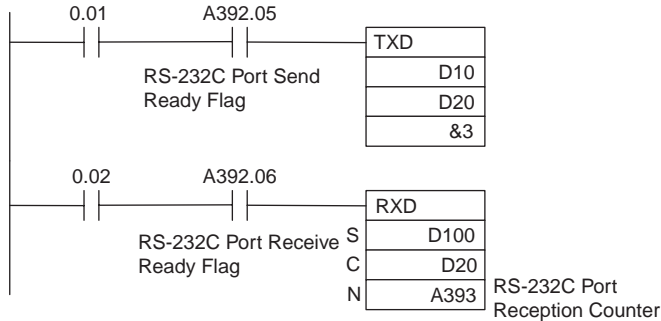 0.01 A392.05
TXD
D10
RS-232C Port Send
Ready Flag
D20
&3
0.02 A392.06
RXD
RS-232C Port Receive
Ready Flag
S D100
C D20
N A393
RS-232C Port
Reception Counter